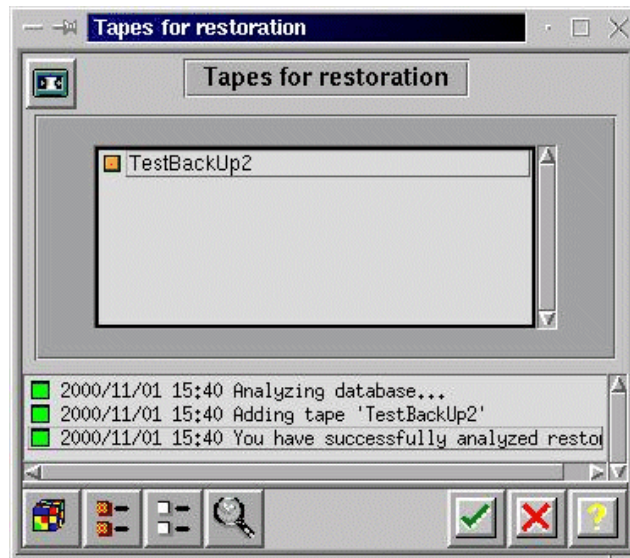 Tapes for restoration
Tapes for restoration
TestBackUp2
2000/11/01 15:40 Analyzing database...
2000/11/01 15:40 Adding tape 'TestBackUp2'
2000/11/01 15:40 You have successfully analyzed resto